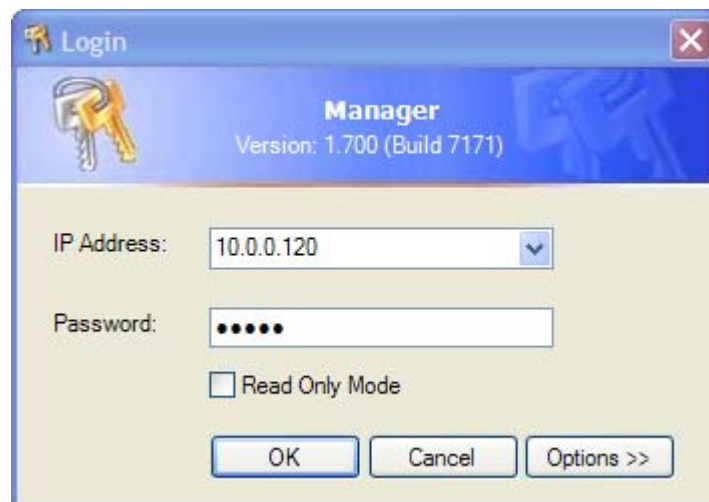 Login
Manager
Version: 1.700 (Build 7171)
IP Address: 10.0.0.120
Password: •••••
Read Only Mode
OK Cancel Options >>